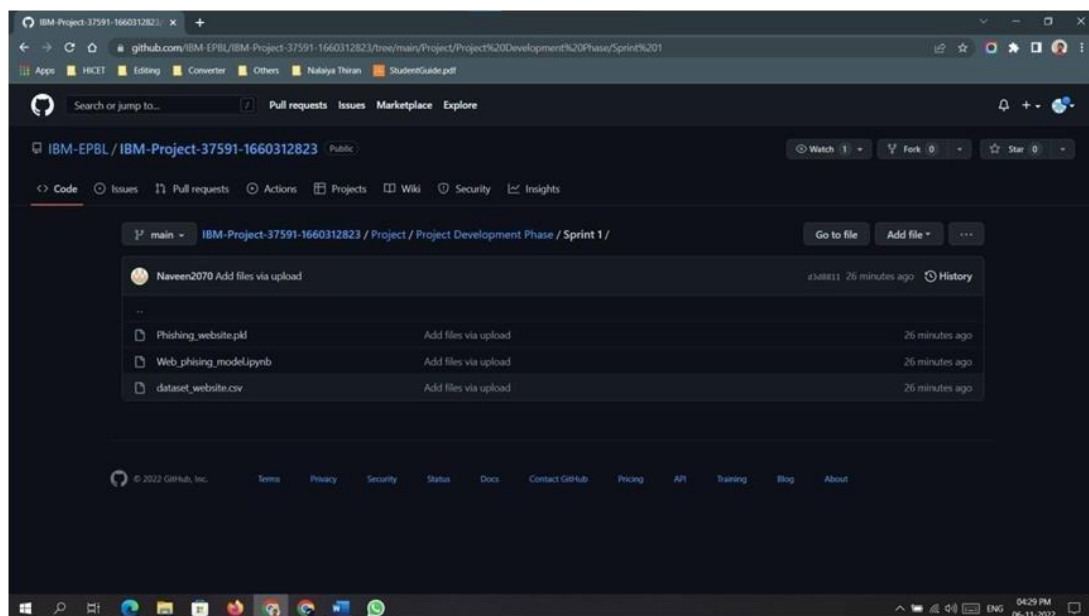 IBM-Project-37591-1660312823/
github.com/IBM-EPBL/IBM-Project-37591-1660312823/tree/main/Project/Project%20Development%20Phase/Sprint%201
Apps HICET Editing Converter Others Nalaiya Thiran StudentGuide.pdf
Search or jump to... / Pull requests Issues Marketplace Explore
IBM-EPBL / IBM-Project-37591-1660312823 Public Watch 1 Fork 0 Star 0
Code Issues Pull requests Actions Projects Wiki Security Insights
main IBM-Project-37591-1660312823 / Project / Project Development Phase / Sprint 1 / Go to file Add file ...
Naveen2070 Add files via upload 26 minutes ago History
..
Phishing_website.pkl Add files via upload 26 minutes ago
Web_phising_model.ipynb Add files via upload 26 minutes ago
dataset_website.csv Add files via upload 26 minutes ago
© 2022 GitHub, Inc. Terms Privacy Security Status Docs Contact GitHub Pricing API Training Blog About
ENG 04:29 PM
06-11-2022